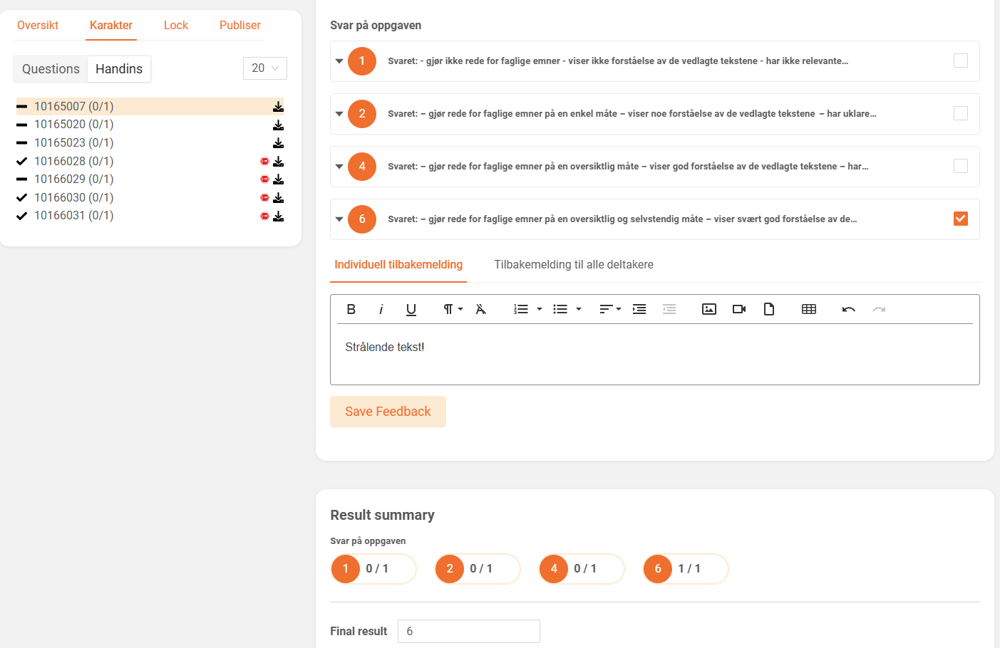 Oversikt Karakter Lock Publiser
Questions Handins 20
10165007 (0/1)
10165020 (0/1)
10165023 (0/1)
10166028 (0/1)
10166029 (0/1)
10166030 (0/1)
10166031 (0/1)
Svar på oppgaven
1 Svaret: - gjør ikke rede for faglige emner - viser ikke forståelse av de vedlagte tekstene - har ikke relevante...
2 Svaret: – gjør rede for faglige emner på en enkel måte – viser noe forståelse av de vedlagte tekstene – har uklare...
4 Svaret: – gjør rede for faglige emner på en oversiktlig måte – viser god forståelse av de vedlagte tekstene – har...
6 Svaret: – gjør rede for faglige emner på en oversiktlig og selvstendig måte – viser svært god forståelse av de...
Individuell tilbakemelding Tilbakemelding til alle deltakere
Strålende tekst!
Save Feedback
Result summary
Svar på oppgaven
1 0 / 1 2 0 / 1 4 0 / 1 6 1 / 1
Final result 6